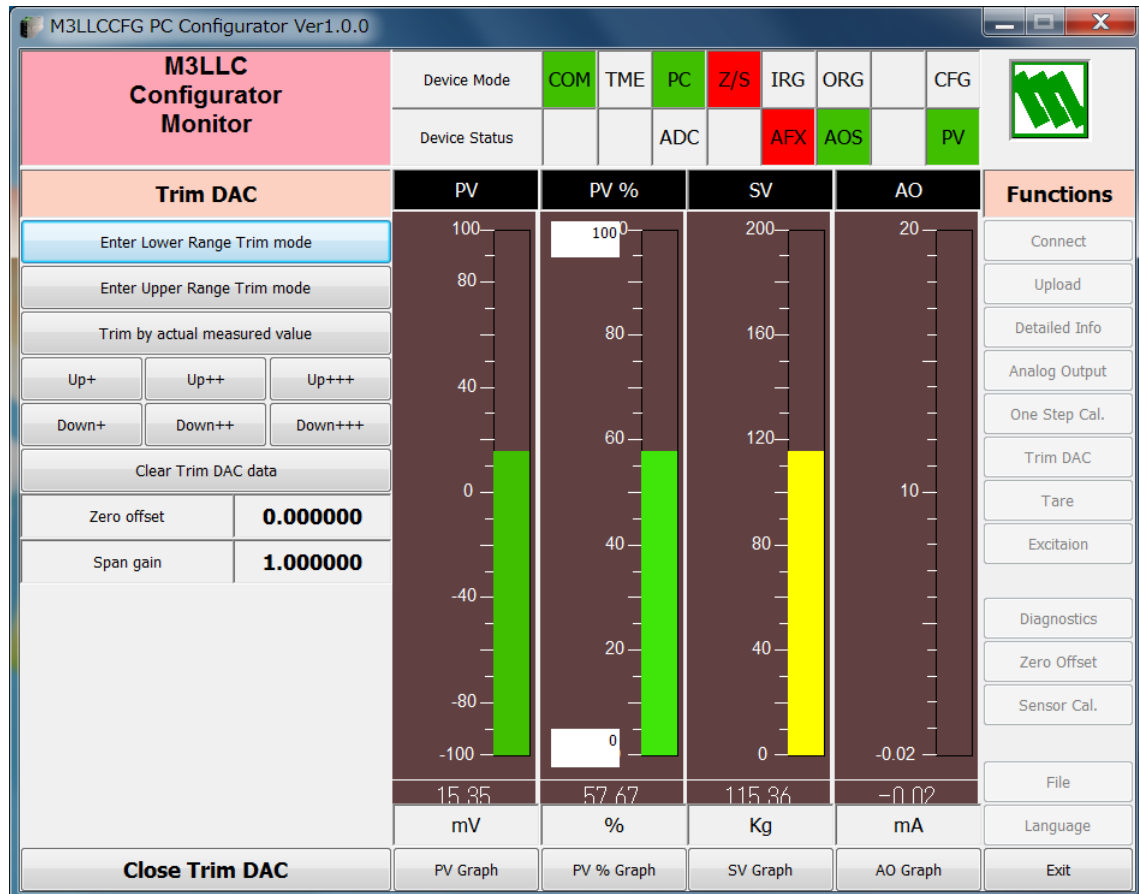 M3LLCCFG PC Configurator Ver1.0.0
M3LLC
Configurator
Monitor
Device Mode COM TME PC Z/S IRG ORG CFG
Device Status ADC AFX AOS PV
Trim DAC
Enter Lower Range Trim mode
Enter Upper Range Trim mode
Trim by actual measured value
Up+ Up++ Up+++
Down+ Down++ Down+++
Clear Trim DAC data
Zero offset 0.000000
Span gain 1.000000
Close Trim DAC
PV
100
80
40
0
-40
-80
-100
15.35
mV
PV Graph
PV %
100
80
60
40
20
0
57.67
%
PV % Graph
SV
200
160
120
80
40
0
115.36
Kg
SV Graph
AO
20
10
-0.02
-0.02
mA
AO Graph
Functions
Connect
Upload
Detailed Info
Analog Output
One Step Cal.
Trim DAC
Tare
Excitaion
Diagnostics
Zero Offset
Sensor Cal.
File
Language
Exit